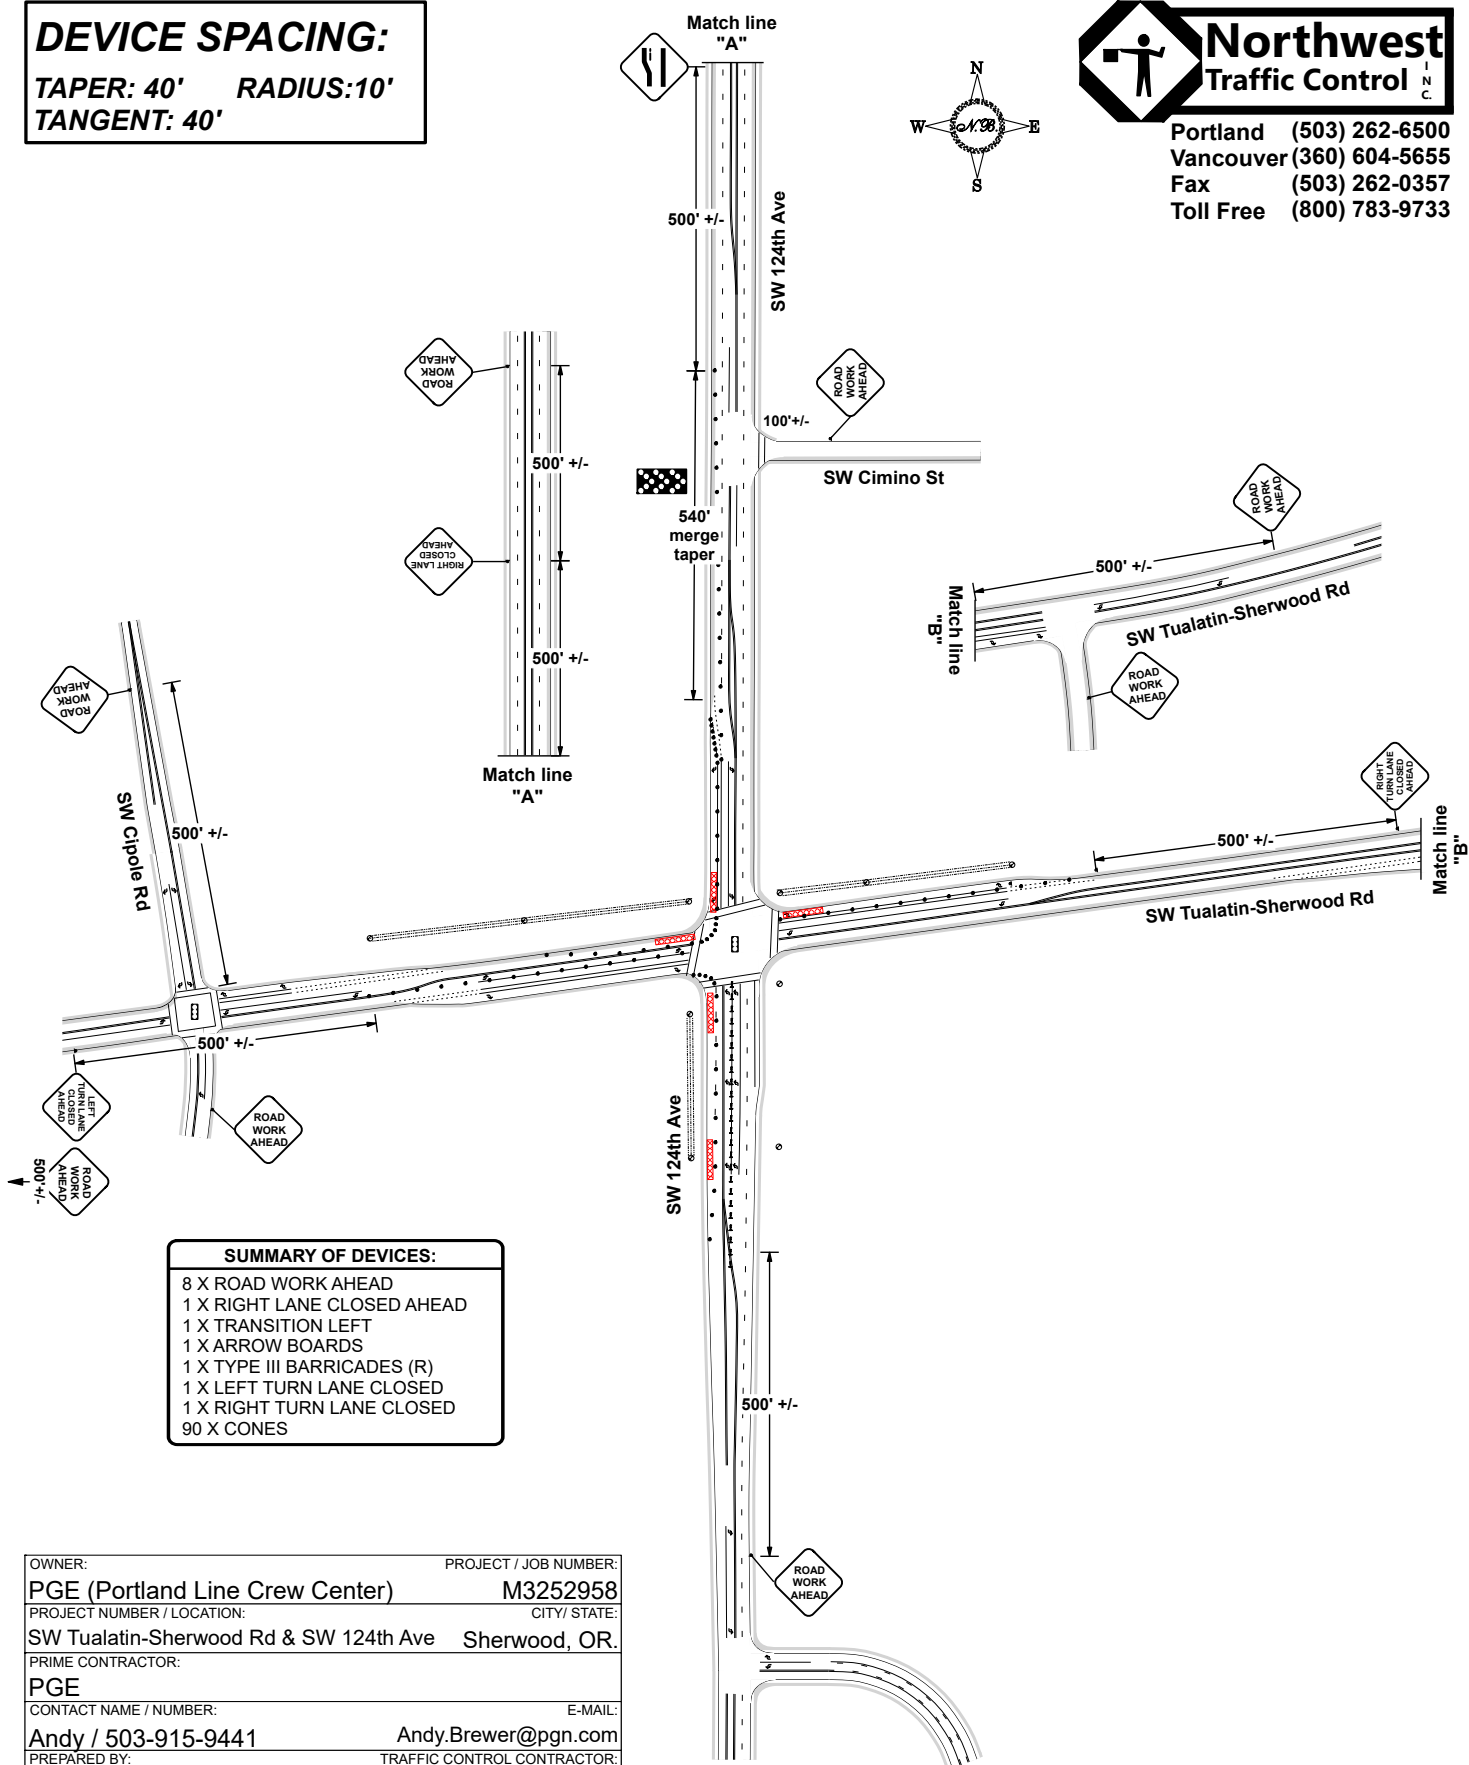 DEVICE SPACING:
TAPER: 40' RADIUS:10'
TANGENT: 40'
Match line
"A"
N
W N.B. E
S
Northwest
Traffic Control INC.
Portland (503) 262-6500
Vancouver (360) 604-5655
Fax (503) 262-0357
Toll Free (800) 783-9733
500' +/-
SW 124th Ave
ROAD
WORK
AHEAD
500' +/-
RIGHT LANE
CLOSED
AHEAD
500' +/-
Match line
"A"
ROAD
WORK
AHEAD
100'+/-
SW Cimino St
540'
merge
taper
ROAD
WORK
AHEAD
500' +/-
Match line
"B"
SW Tualatin-Sherwood Rd
ROAD
WORK
AHEAD
ROAD
WORK
AHEAD
SW Cipole Rd
500' +/-
RIGHT
TURN LANE
CLOSED
AHEAD
500' +/-
Match line
"B"
SW Tualatin-Sherwood Rd
500' +/-
LEFT
TURN LANE
CLOSED
AHEAD
ROAD
WORK
AHEAD
500'+/-
ROAD
WORK
AHEAD
SW 124th Ave
SUMMARY OF DEVICES:
8 X ROAD WORK AHEAD
1 X RIGHT LANE CLOSED AHEAD
1 X TRANSITION LEFT
1 X ARROW BOARDS
1 X TYPE III BARRICADES (R)
1 X LEFT TURN LANE CLOSED
1 X RIGHT TURN LANE CLOSED
90 X CONES
500' +/-
ROAD
WORK
AHEAD
OWNER: PROJECT / JOB NUMBER:
PGE (Portland Line Crew Center) M3252958
PROJECT NUMBER / LOCATION: CITY/ STATE:
SW Tualatin-Sherwood Rd & SW 124th Ave Sherwood, OR.
PRIME CONTRACTOR:
PGE
CONTACT NAME / NUMBER: E-MAIL:
Andy / 503-915-9441 Andy.Brewer@pgn.com
PREPARED BY: TRAFFIC CONTROL CONTRACTOR: